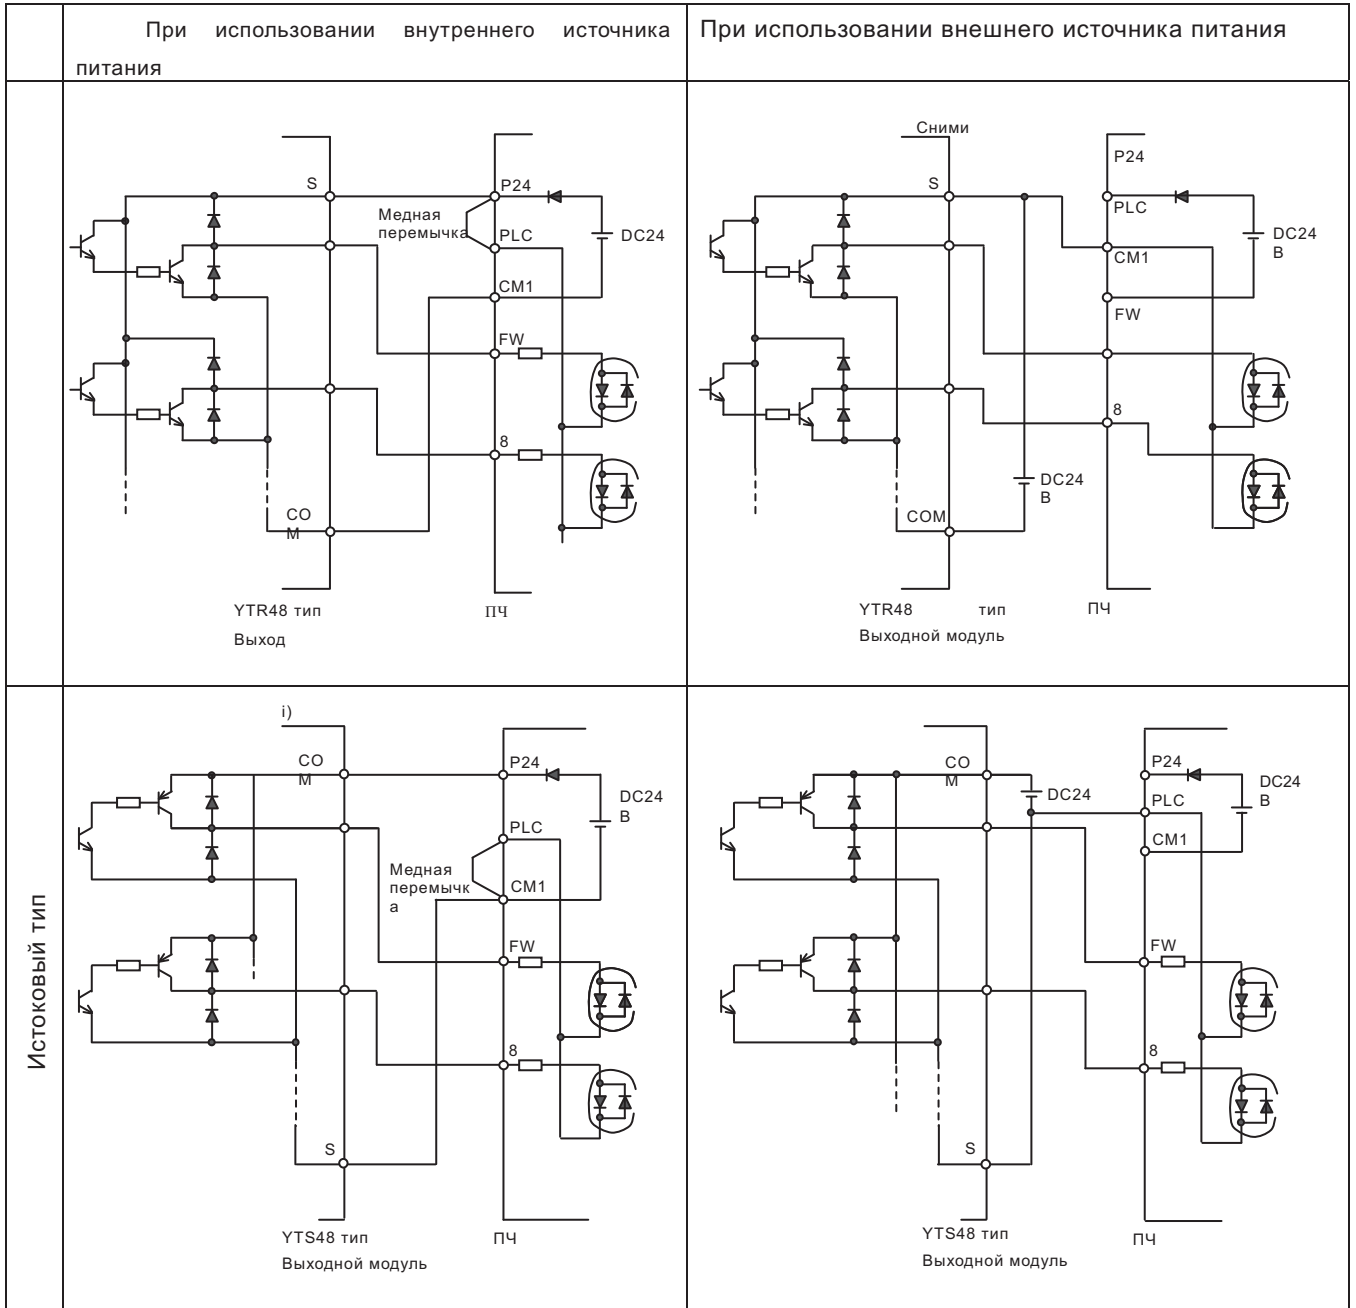 При использовании внутреннего источника
питания
При использовании внешнего источника питания
S
P24
Медная
перемычка
PLC
DC24
CM1
FW
8
CO
M
YTR48 тип
Выход
ПЧ
Сними
P24
S
PLC
DC24
В
CM1
FW
8
DC24
В
COM
YTR48 тип
Выходной модуль
ПЧ
Истоковый тип
i)
CO
M
P24
DC24
В
PLC
Медная
перемычк
а
CM1
FW
8
S
YTS48 тип
Выходной модуль
ПЧ
CO
M
P24
DC24
DC24
В
PLC
CM1
FW
8
S
YTS48 тип
Выходной модуль
ПЧ